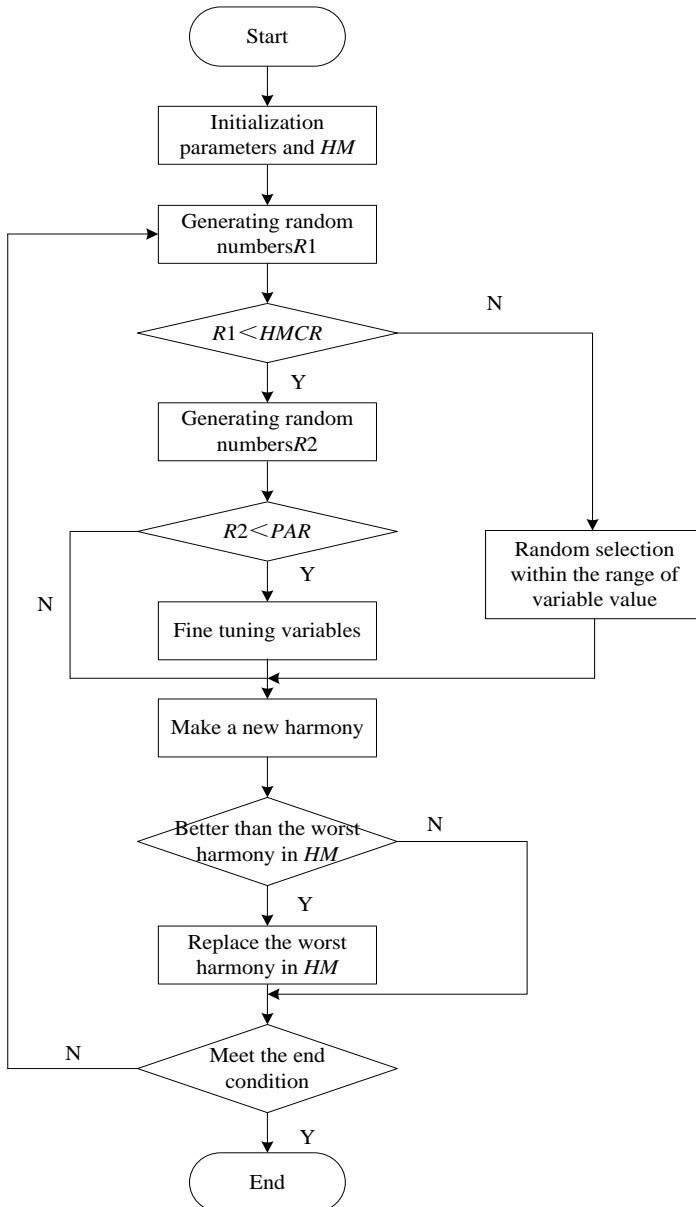 Start
Initialization
parameters and HM
Generating random
numbersR1
R1＜HMCR
N
Y
Generating random
numbersR2
R2＜PAR
N
Y
Random selection
within the range of
variable value
Fine tuning variables
Make a new harmony
Better than the worst
harmony in HM
N
Y
Replace the worst
harmony in HM
Meet the end
condition
N
Y
End